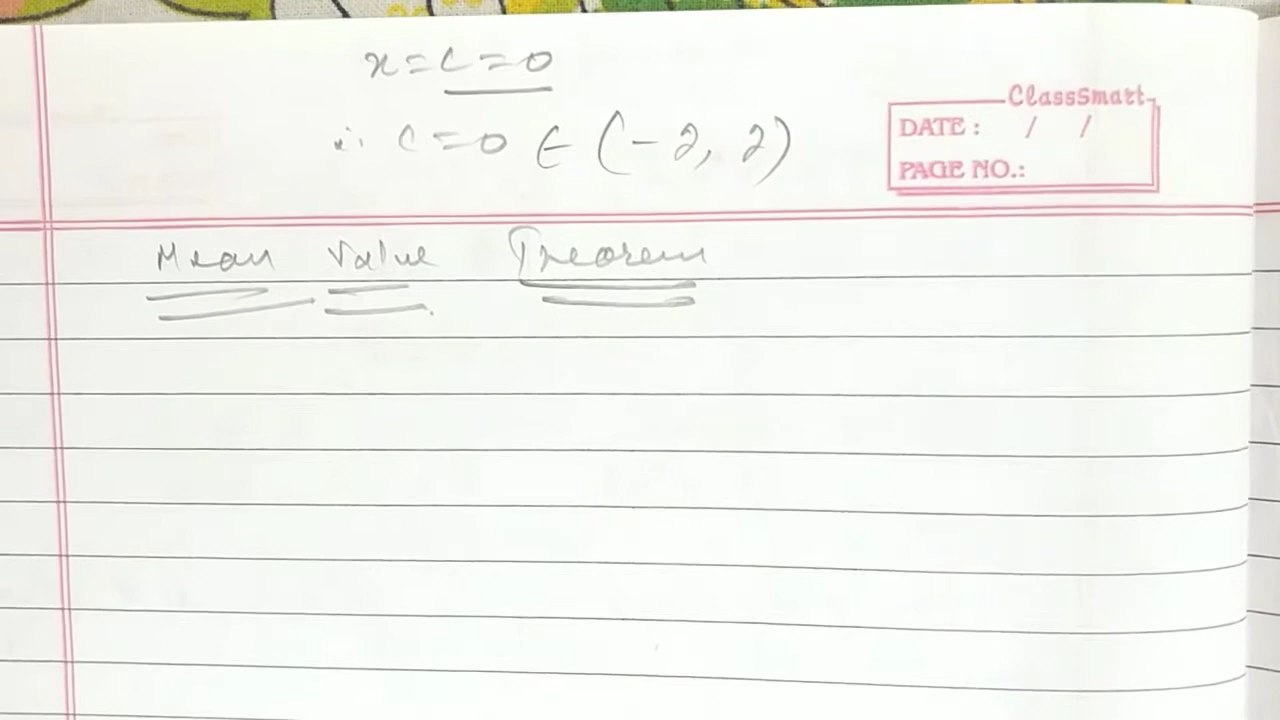 x = c = 0
∴ c = 0 ∈ (-2, 2)
ClassSmart
DATE : / /
PAGE NO.:
Mean Value Theorem